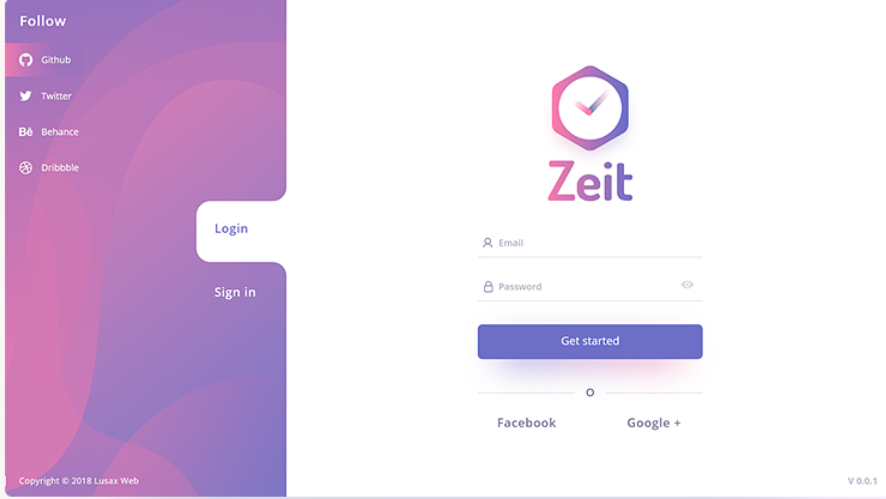 Follow
Github
Twitter
Behance
Dribbble
Login
Sign in
Copyright © 2018 Lusax Web
Zeit
Email
Password
Get started
O
Facebook
Google +
V 0.0.1